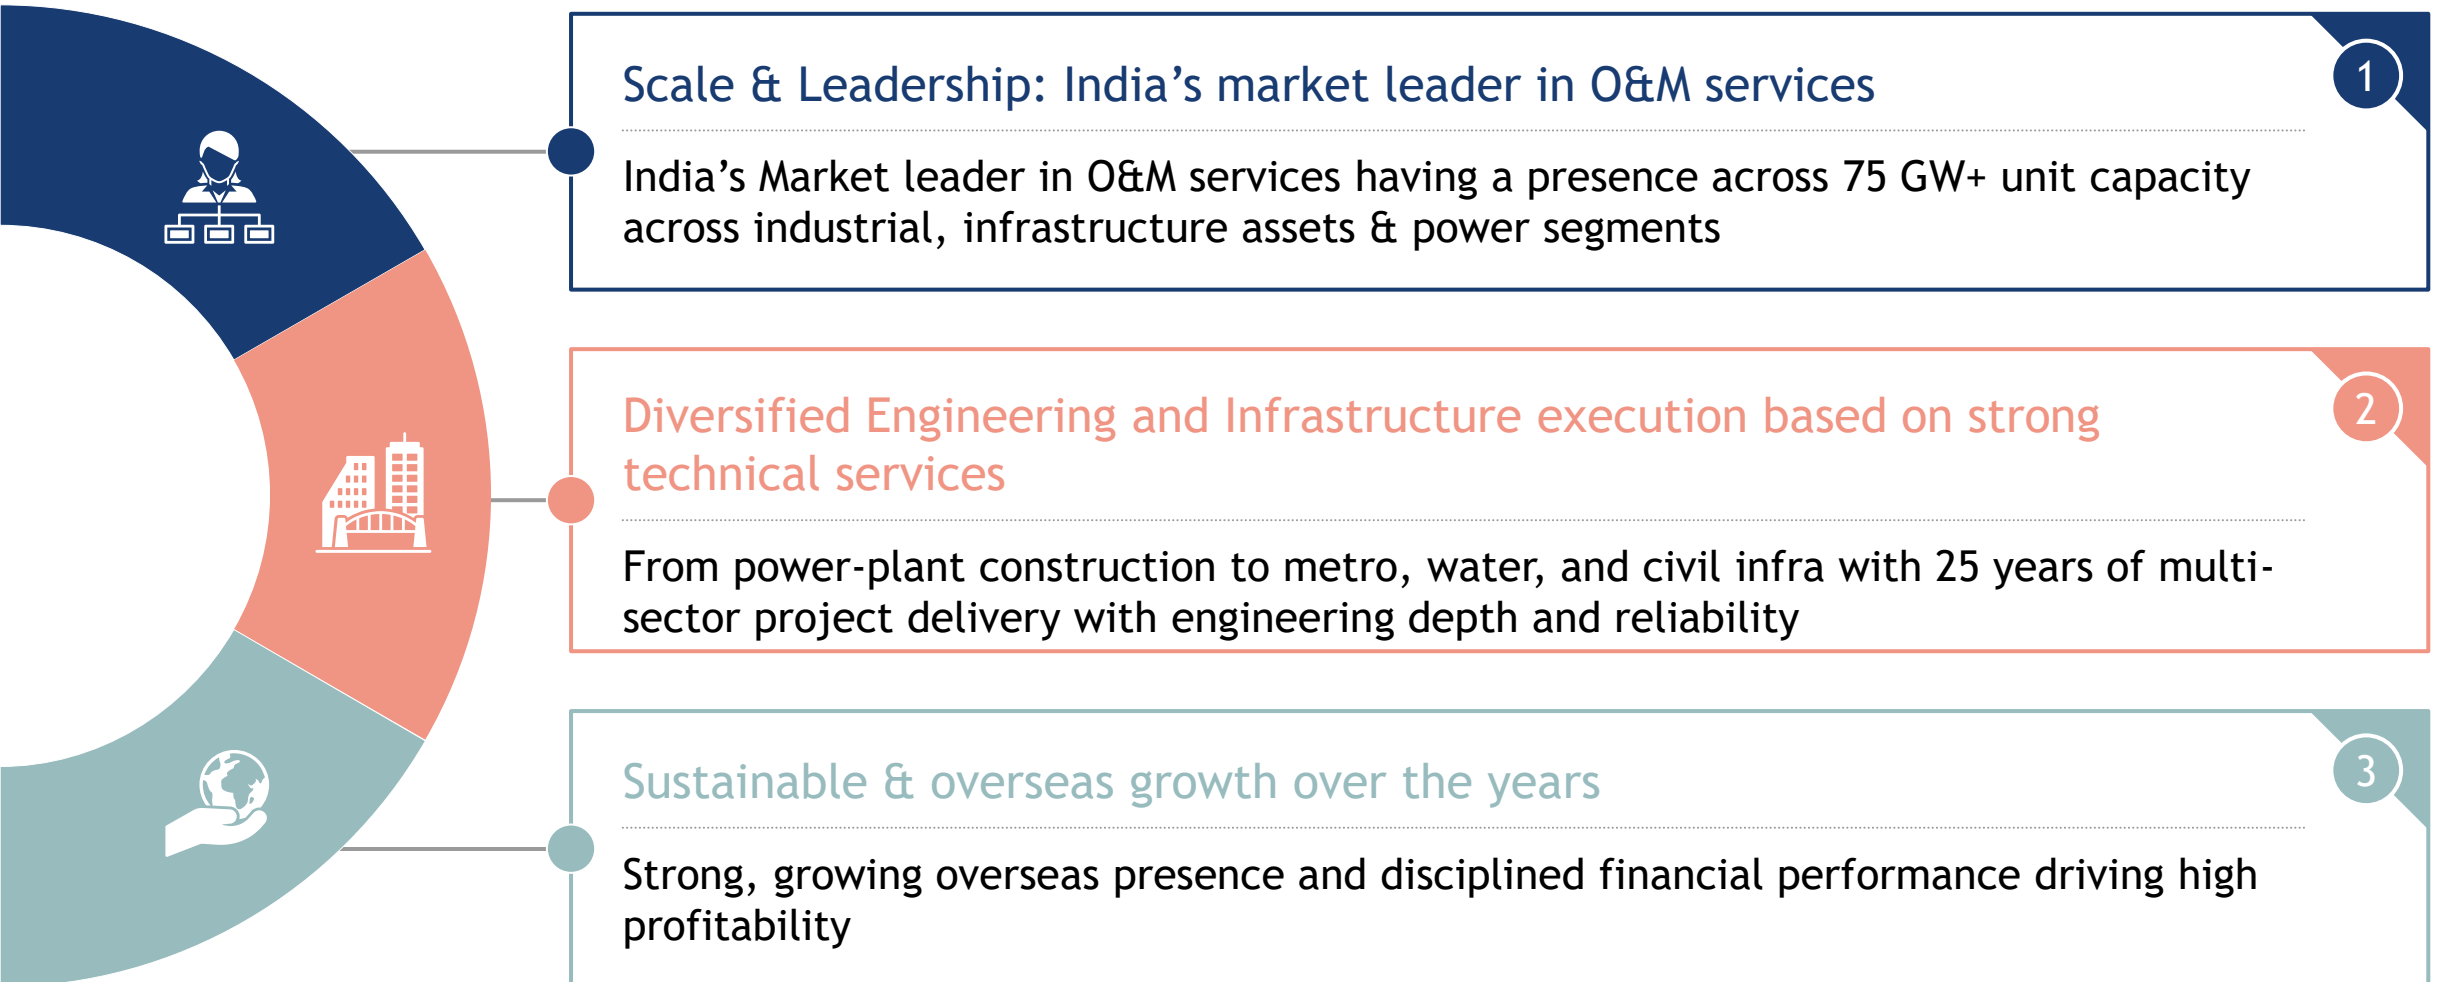 Scale & Leadership: India’s market leader in O&M services
1
India’s Market leader in O&M services having a presence across 75 GW+ unit capacity
across industrial, infrastructure assets & power segments
Diversified Engineering and Infrastructure execution based on strong
technical services
2
From power-plant construction to metro, water, and civil infra with 25 years of multi-
sector project delivery with engineering depth and reliability
Sustainable & overseas growth over the years
3
Strong, growing overseas presence and disciplined financial performance driving high
profitability